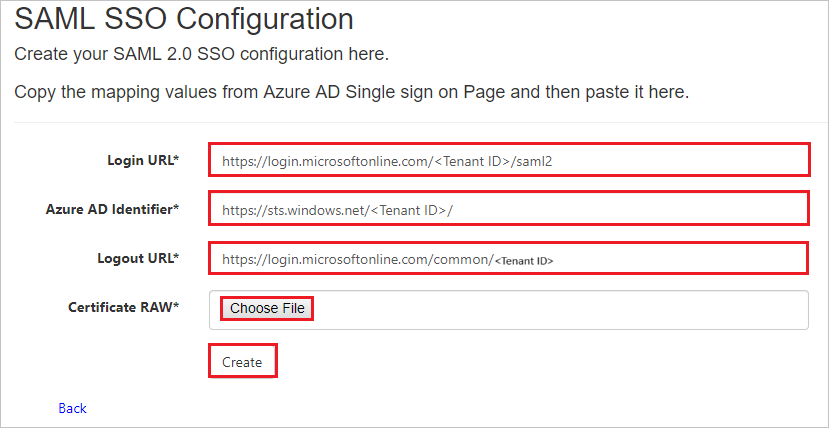 SAML SSO Configuration
Create your SAML 2.0 SSO configuration here.
Copy the mapping values from Azure AD Single sign on Page and then paste it here.
Login URL* https://login.microsoftonline.com/<Tenant ID>/saml2
Azure AD Identifier* https://sts.windows.net/<Tenant ID>/
Logout URL* https://login.microsoftonline.com/common/<Tenant ID>
Certificate RAW* Choose File
Create
Back